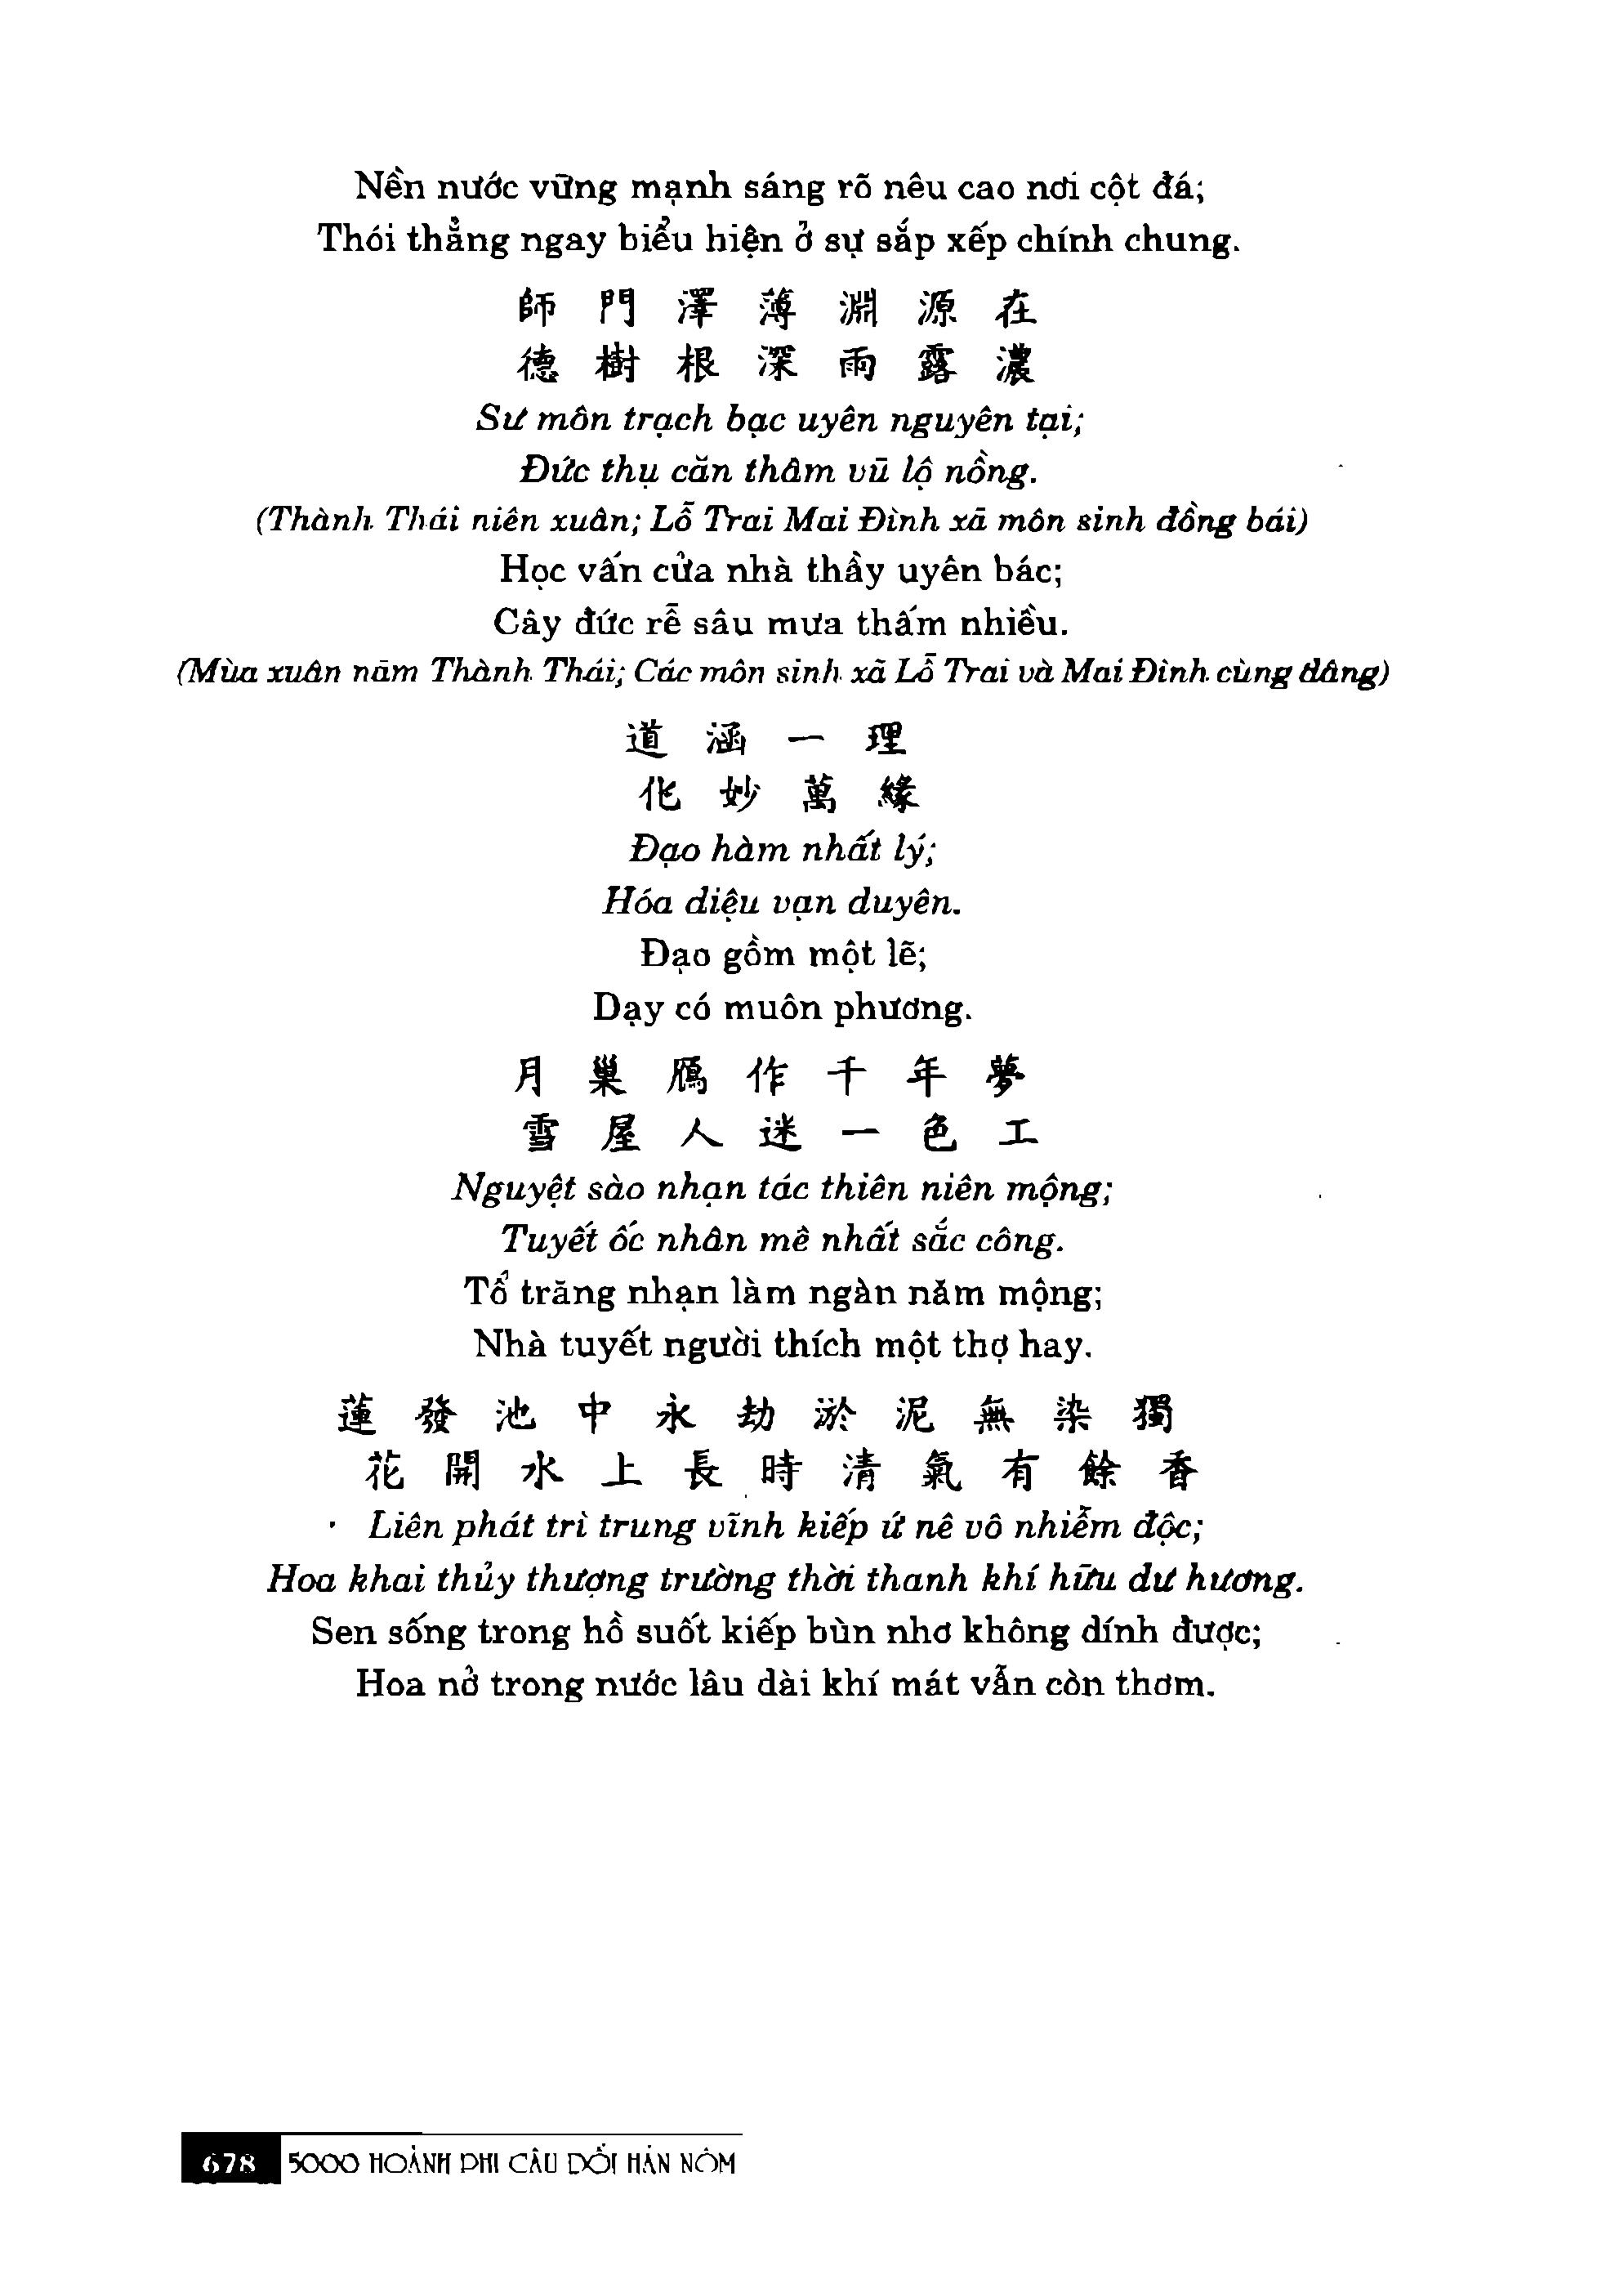 Nền nước vững mạnh sáng rõ nêu cao nơi cột đá;
Thói thẳng ngay biểu hiện ở sự sắp xếp chính chung.
師 門 澤 薄 淵 源 在
德 樹 根 深 雨 露 濃
Sư môn trạch bạc uyên nguyên tại;
Đức thụ căn thâm vũ lộ nồng.
(Thành Thái niên xuân; Lỗ Trai Mai Đình xã môn sinh đồng bái)
Học vấn cửa nhà thầy uyên bác;
Cây đức rễ sâu mưa thấm nhiều.
(Mùa xuân năm Thành Thái; Các môn sinh xã Lỗ Trai và Mai Đình cùng dâng)
道 涵 一 理
化 妙 萬 緣
Đạo hàm nhất lý;
Hóa diệu vạn duyên.
Đạo gồm một lẽ;
Dạy có muôn phương.
月 巢 鴈 作 千 年 夢
雪 屋 人 迷 一 色 工
Nguyệt sào nhạn tác thiên niên mộng;
Tuyết ốc nhân mê nhất sắc công.
Tổ trăng nhạn làm ngàn năm mộng;
Nhà tuyết người thích một thợ hay.
蓮 發 池 中 永 劫 淤 泥 無 染 獨
花 開 水 上 長 時 清 氣 有 餘 香
Liên phát trì trung vĩnh kiếp ứ nê vô nhiễm độc;
Hoa khai thủy thượng trường thời thanh khí hữu dư hương.
Sen sống trong hồ suốt kiếp bùn nhơ không dính được;
Hoa nở trong nước lâu dài khí mát vẫn còn thơm.
678 5000 HOÀNH PHI CÂU ĐỐI HÁN NÔM